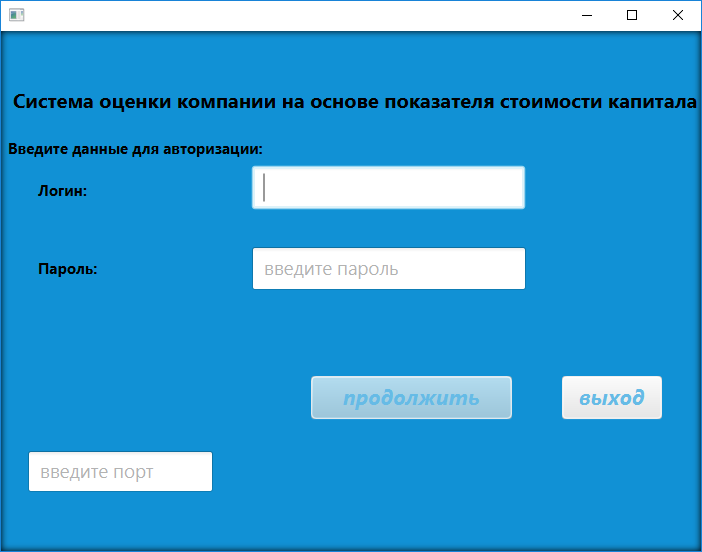 Система оценки компании на основе показателя стоимости капитала
Введите данные для авторизации:
Логин:
Пароль:
введите пароль
продолжить
выход
введите порт